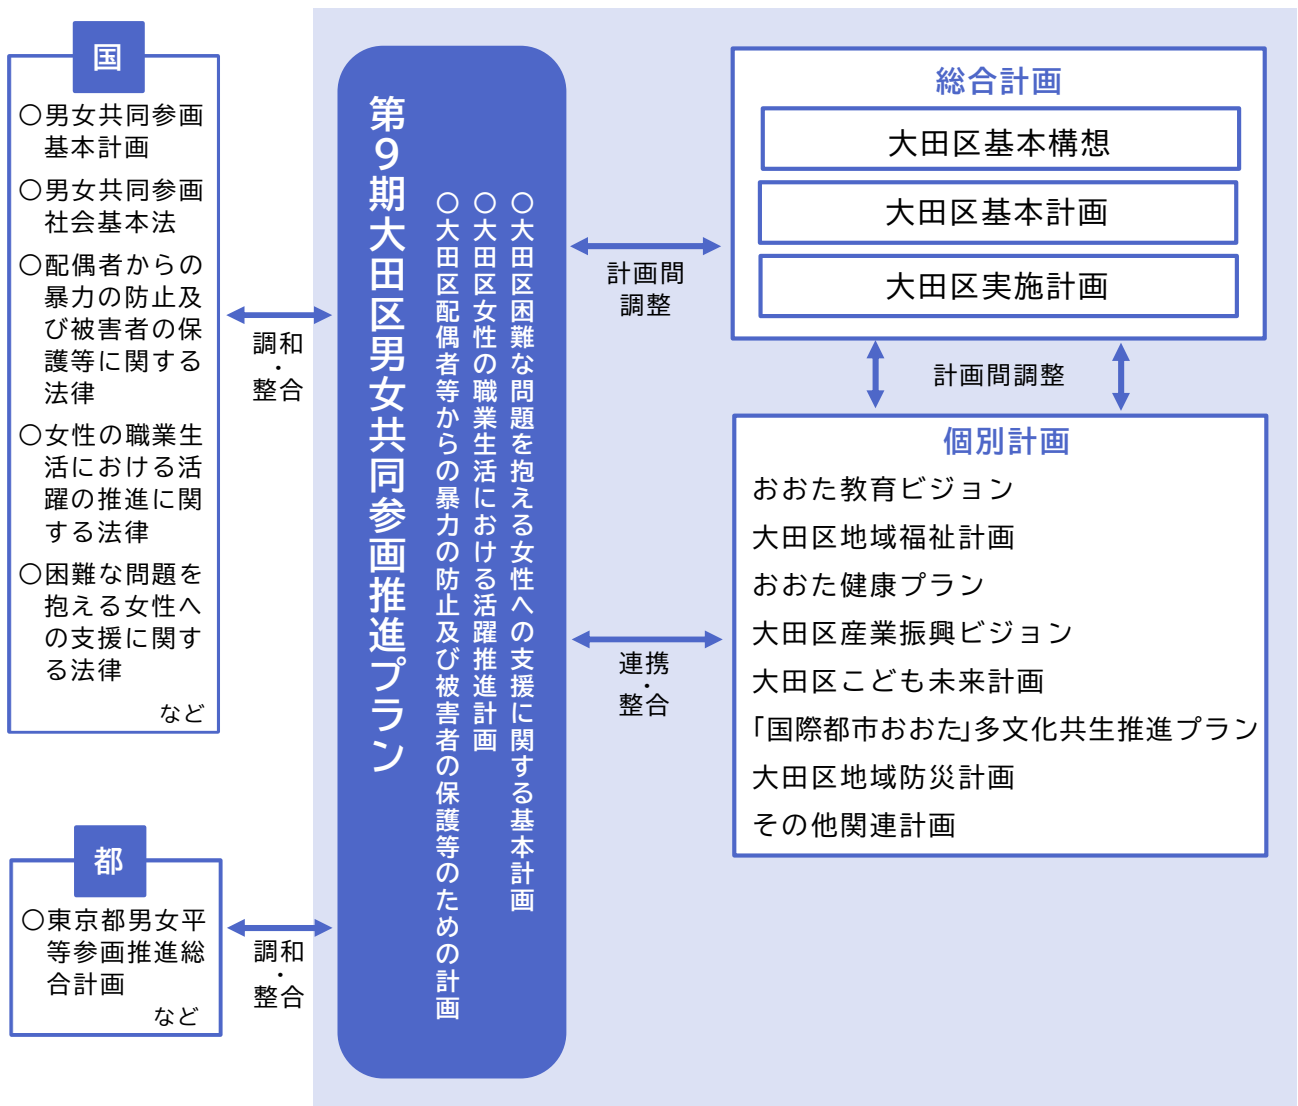 国
○男女共同参画
基本計画
○男女共同参画
社会基本法
○配偶者からの
暴力の防止及
び被害者の保
護等に関する
法律
○女性の職業生
活における活
躍の推進に関
する法律
○困難な問題を
抱える女性へ
の支援に関す
る法律
など
都
○東京都男女平
等参画推進総
合計画
など
調和
・
整合
調和
・
整合
第9期大田区男女共同参画推進プラン
○大田区困難な問題を抱える女性への支援に関する基本計画
○大田区女性の職業生活における活躍推進計画
○大田区配偶者等からの暴力の防止及び被害者の保護等のための計画
計画間
調整
連携
・
整合
総合計画
大田区基本構想
大田区基本計画
大田区実施計画
計画間調整
個別計画
おおた教育ビジョン
大田区地域福祉計画
おおた健康プラン
大田区産業振興ビジョン
大田区こども未来計画
「国際都市おおた」多文化共生推進プラン
大田区地域防災計画
その他関連計画